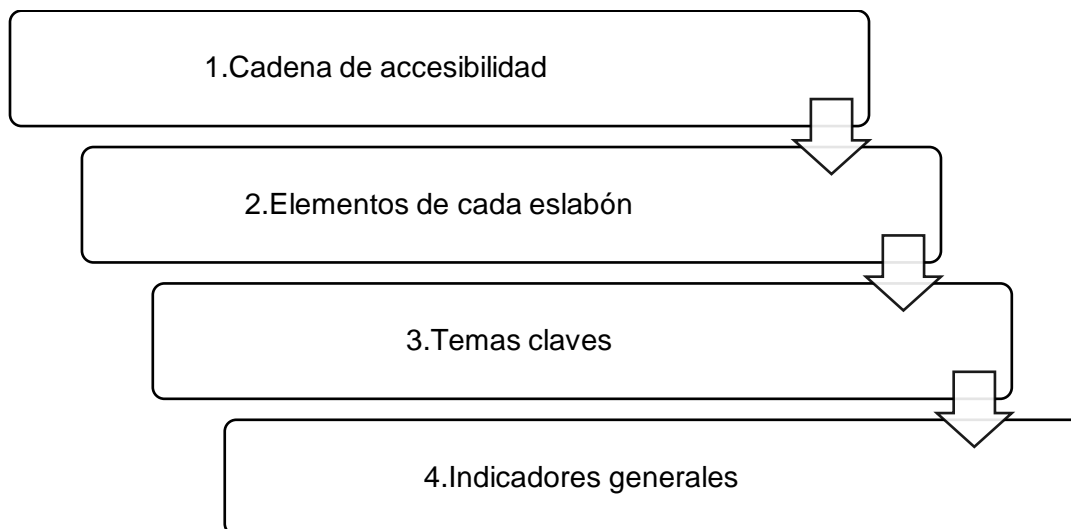 1.Cadena de accesibilidad
2.Elementos de cada eslabón
3.Temas claves
4.Indicadores generales